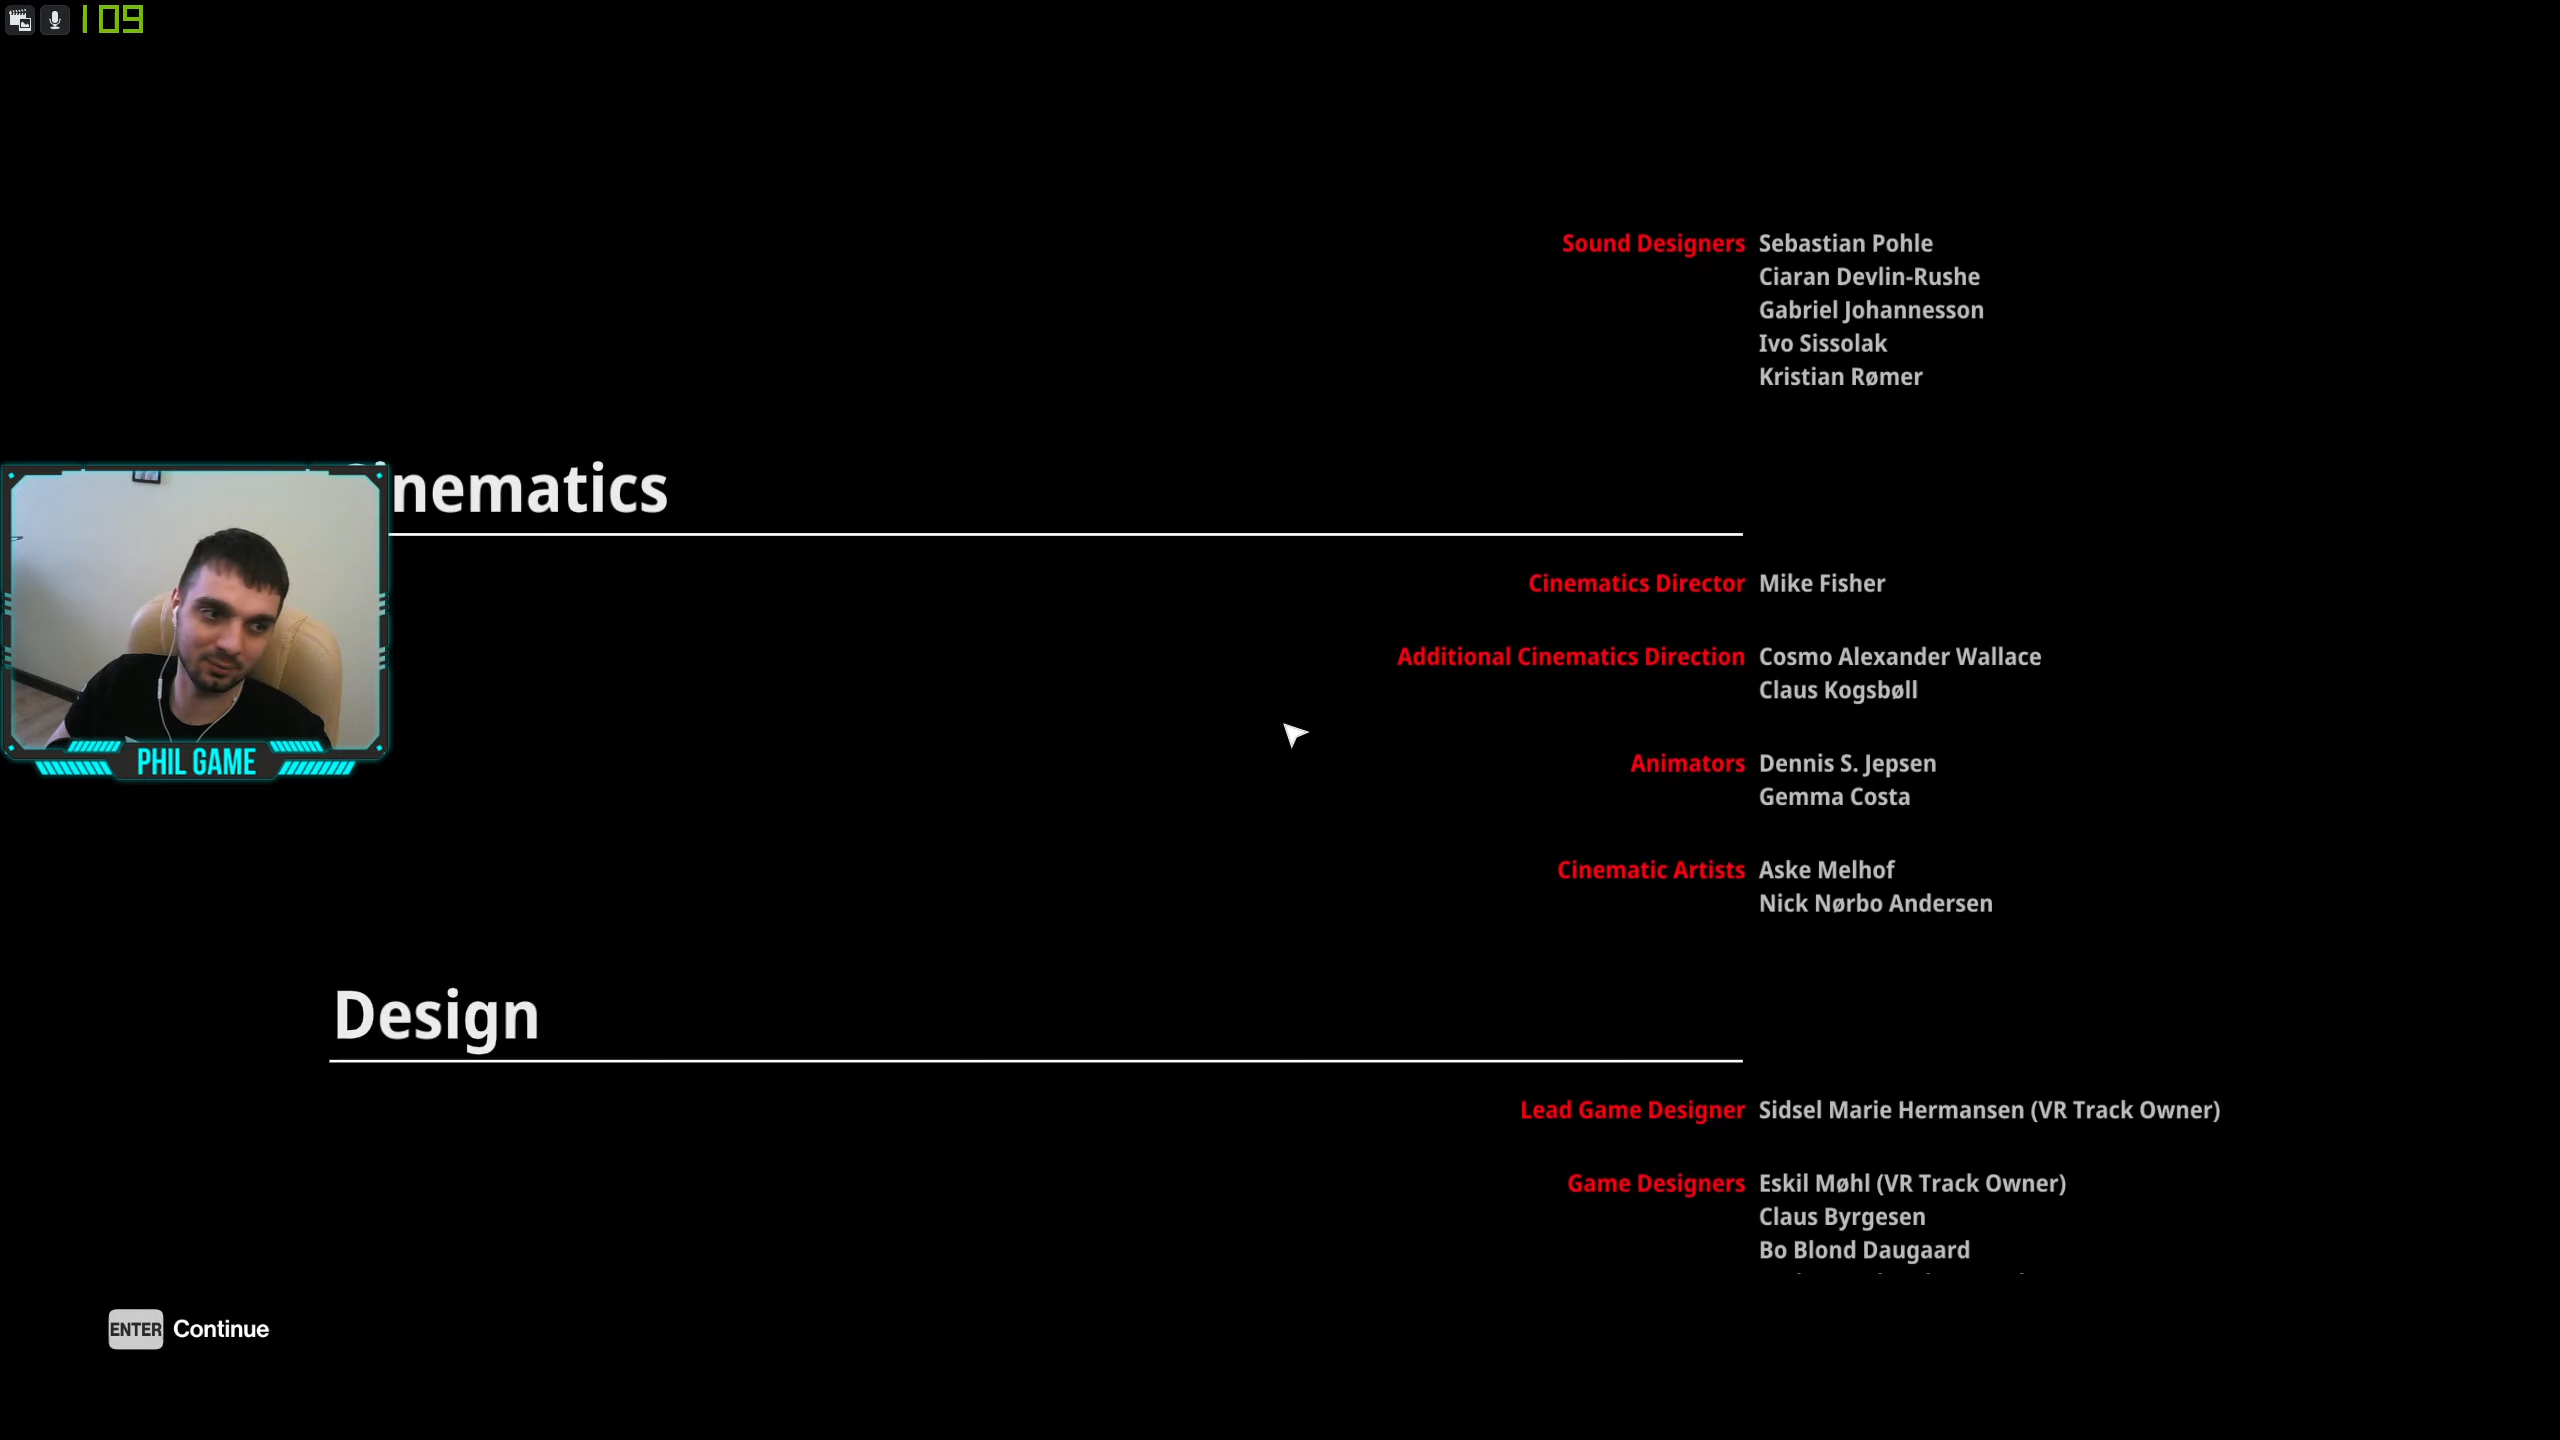 109
Sound Designers Sebastian Pohle
Ciaran Devlin-Rushe
Gabriel Johannesson
Ivo Sissolak
Kristian Rømer
inematics
Cinematics Director Mike Fisher
Additional Cinematics Direction Cosmo Alexander Wallace
Claus Kogsbøll
PHIL GAME
Animators Dennis S. Jepsen
Gemma Costa
Cinematic Artists Aske Melhof
Nick Nørbo Andersen
Design
Lead Game Designer Sidsel Marie Hermansen (VR Track Owner)
Game Designers Eskil Møhl (VR Track Owner)
Claus Byrgesen
Bo Blond Daugaard
ENTER Continue